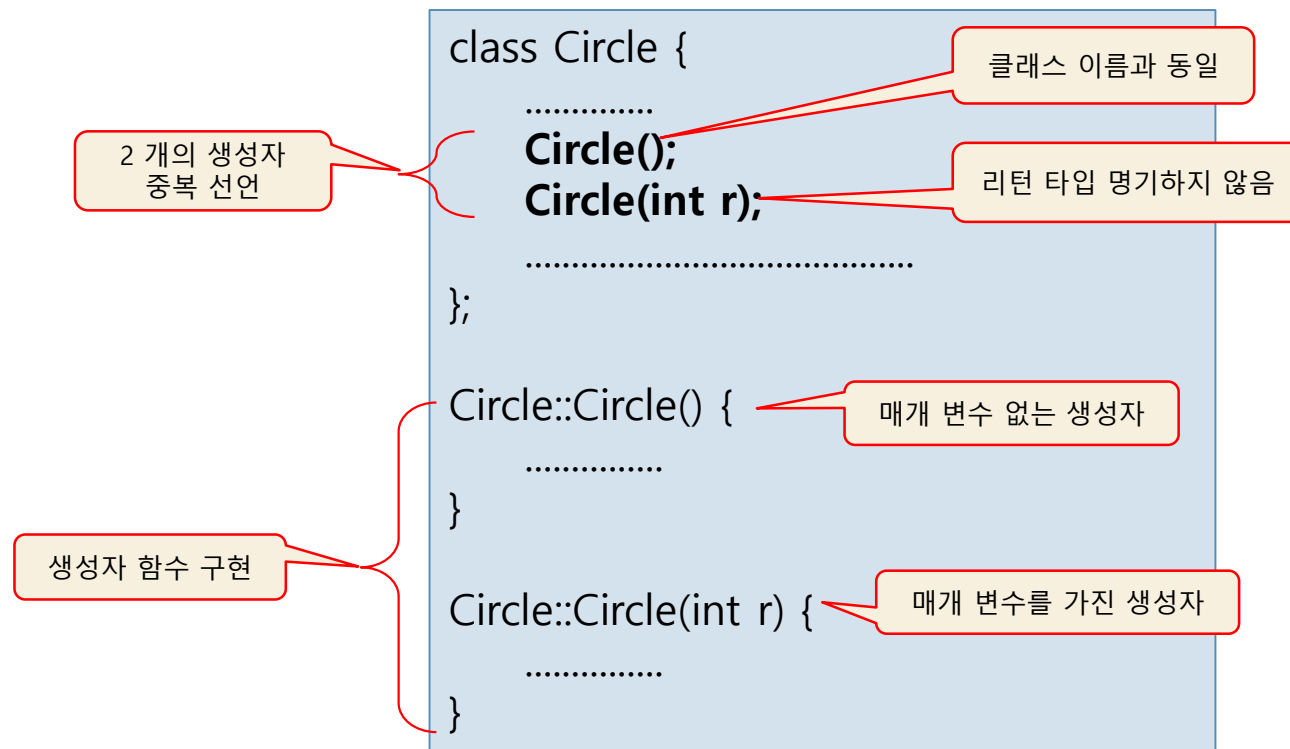 class Circle {
클래스 이름과 동일
..............
2 개의 생성자
중복 선언
Circle();
Circle(int r);
리턴 타입 명기하지 않음
..........................................
};
Circle::Circle() {
매개 변수 없는 생성자
...............
}
생성자 함수 구현
Circle::Circle(int r) {
매개 변수를 가진 생성자
...............
}